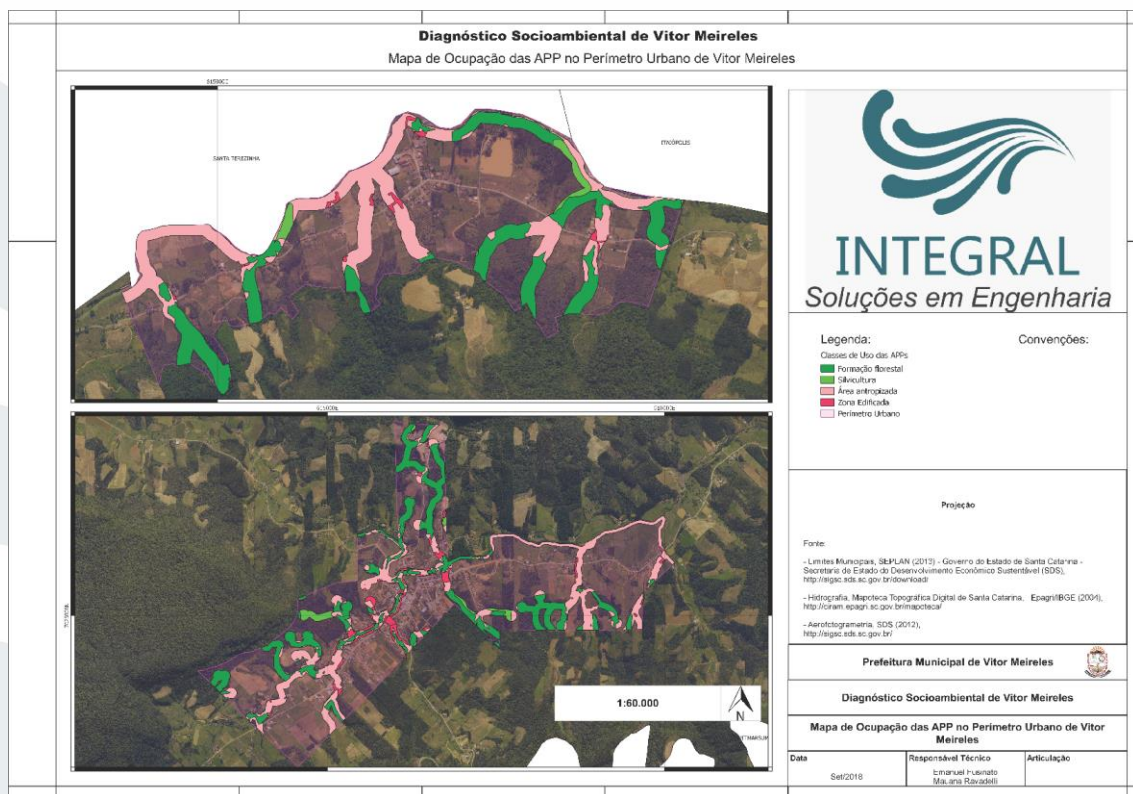 Diagnóstico Socioambiental de Vitor Meireles
Mapa de Ocupação das APP no Perímetro Urbano de Vitor Meireles
SANTA TEREZINHA
INTEGRAL
Soluções em Engenharia
Legenda:
Convenções:
Classes de Uso das APPs
Formação florestal
Silvicultura
Área antropizada
Zona Edificada
Perímetro Urbano
1:60.000
N
Projeção
Fonte:
- Limites Municipais, SEPLAN (2013) - Governo do Estado de Santa Catarina -
Secretaria de Estado do Desenvolvimento Econômico Sustentável (SDS),
http://sigsc.sds.sc.gov.br/download/
- Hidrografia, Mapoteca Topográfica Digital de Santa Catarina, Epagri/IBGE (2004),
http://ciram.epagri.sc.gov.br/mapoteca/
- Aerofotogrametria, SDS (2012),
http://sigsc.sds.sc.gov.br/
Prefeitura Municipal de Vitor Meireles
Diagnóstico Socioambiental de Vitor Meireles
Mapa de Ocupação das APP no Perímetro Urbano de Vitor
Meireles
Data
Set/2018
Responsável Técnico
Emanuel Fusinato
Articulação